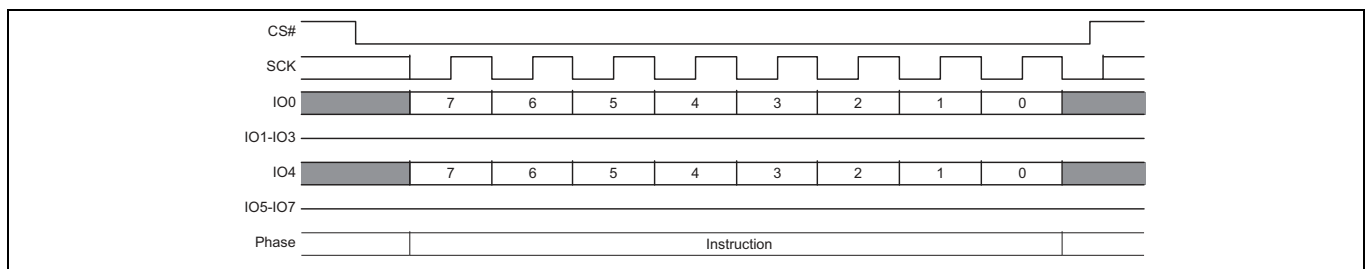 CS#
SCK
IO0 7 6 5 4 3 2 1 0
IO1-IO3
IO4 7 6 5 4 3 2 1 0
IO5-IO7
Phase Instruction